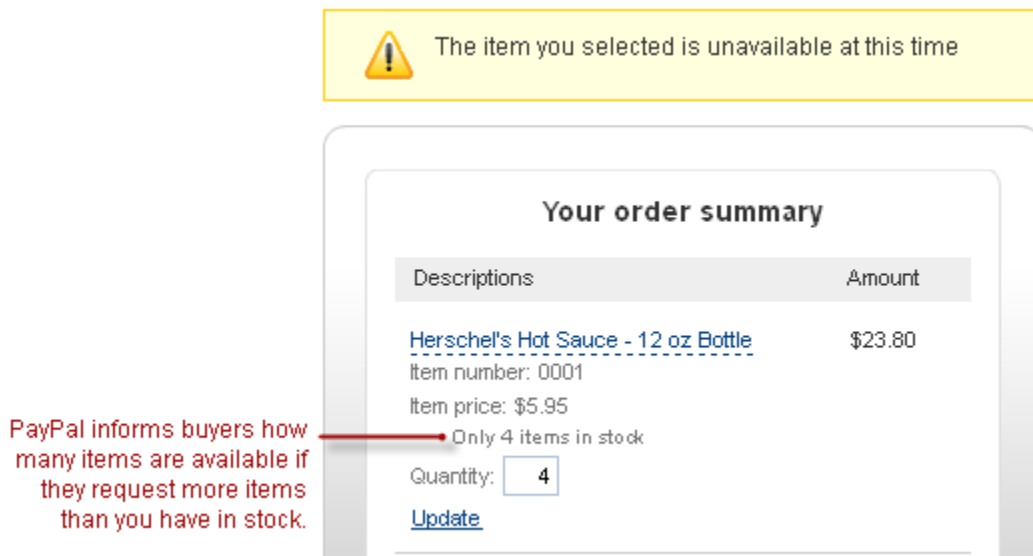 The item you selected is unavailable at this time
Your order summary
Descriptions Amount
Herschel's Hot Sauce - 12 oz Bottle $23.80
Item number: 0001
Item price: $5.95
Only 4 items in stock
Quantity: 4
Update
PayPal informs buyers how
many items are available if
they request more items
than you have in stock.